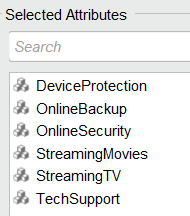 Selected Attributes
Search
DeviceProtection
OnlineBackup
OnlineSecurity
StreamingMovies
StreamingTV
TechSupport